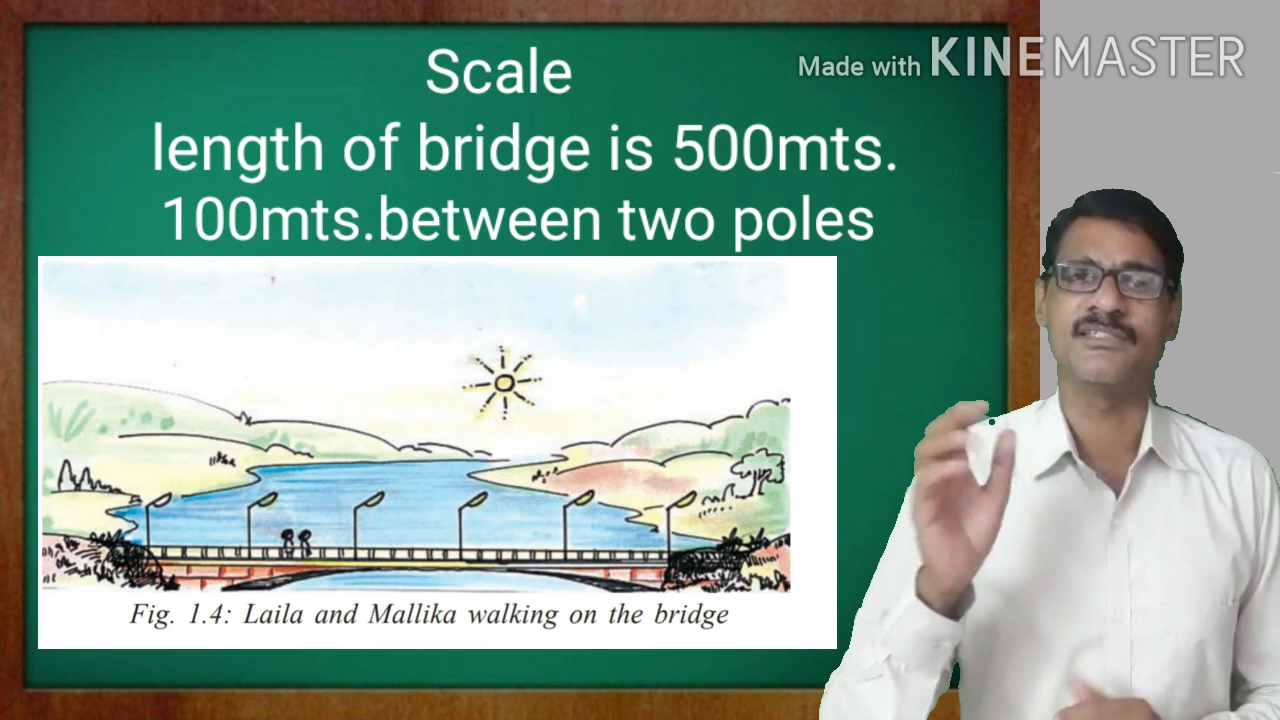 Scale
Made with KINEMASTER
length of bridge is 500mts.
100mts.between two poles
Fig. 1.4: Laila and Mallika walking on the bridge